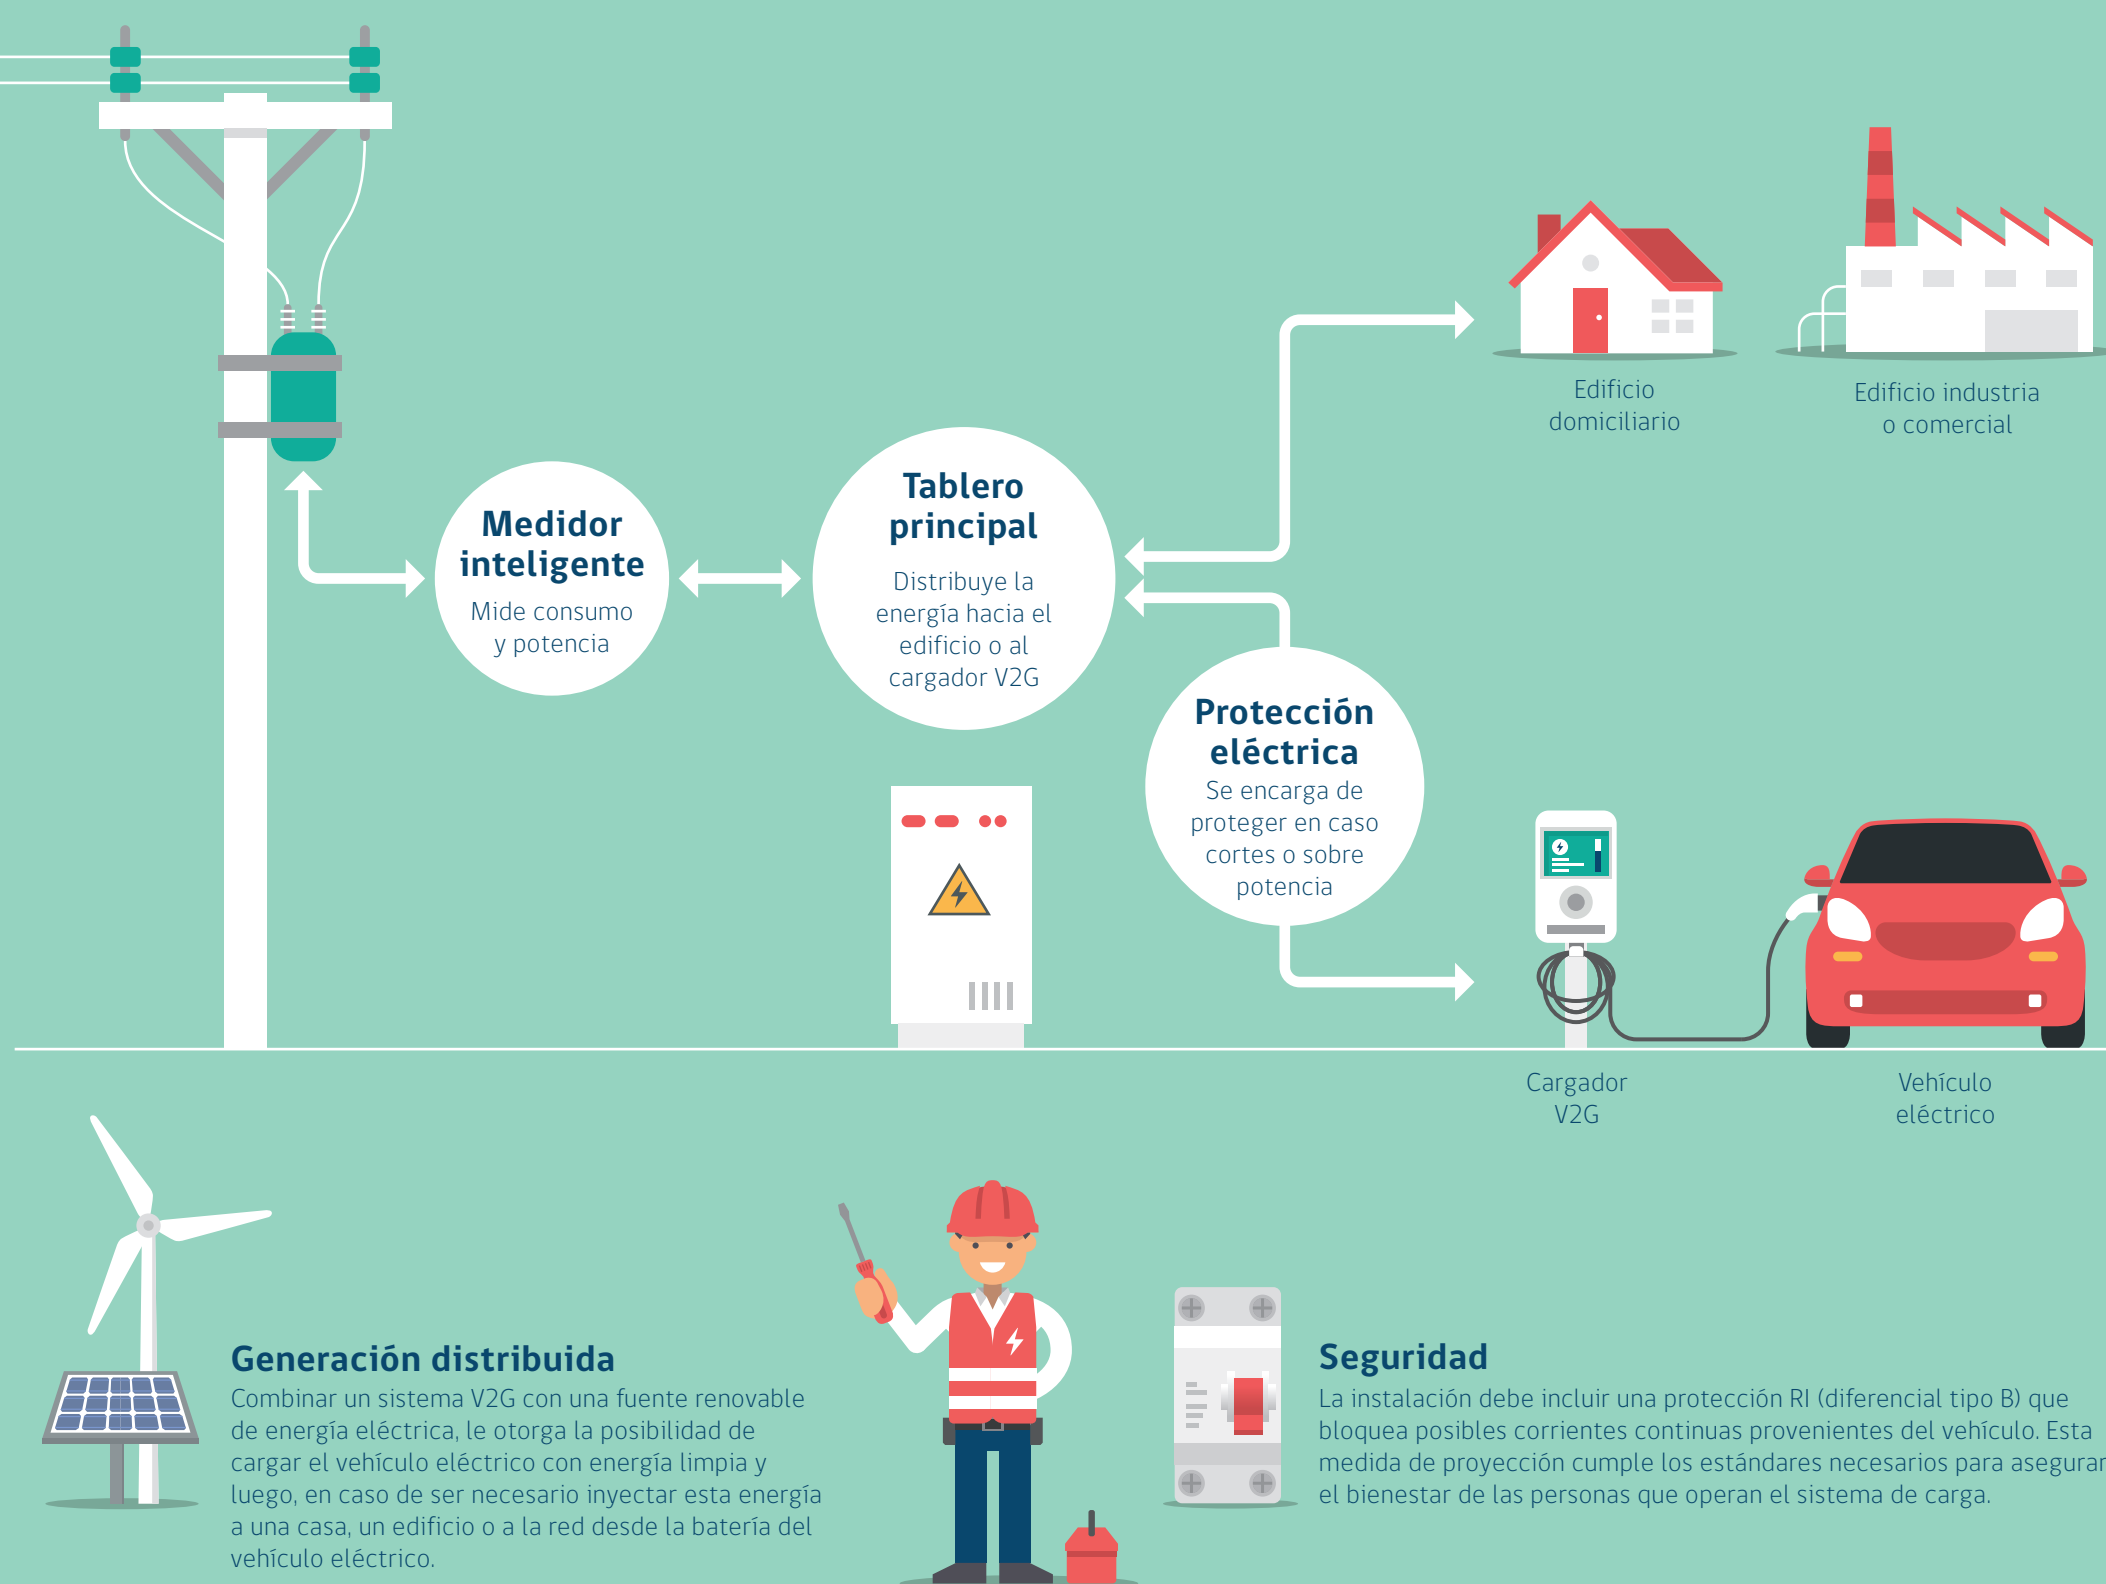 Edificio
domiciliario
Edificio industria
o comercial
Medidor
inteligente
Mide consumo
y potencia
Tablero
principal
Distribuye la
energía hacia el
edificio o al
cargador V2G
Protección
eléctrica
Se encarga de
proteger en caso
cortes o sobre
potencia
Cargador
V2G
Vehículo
eléctrico
Generación distribuida
Combinar un sistema V2G con una fuente renovable
de energía eléctrica, le otorga la posibilidad de
cargar el vehículo eléctrico con energía limpia y
luego, en caso de ser necesario inyectar esta energía
a una casa, un edificio o a la red desde la batería del
vehículo eléctrico.
Seguridad
La instalación debe incluir una protección RI (diferencial tipo B) que
bloquea posibles corrientes continuas provenientes del vehículo. Esta
medida de proyección cumple los estándares necesarios para asegurar
el bienestar de las personas que operan el sistema de carga.